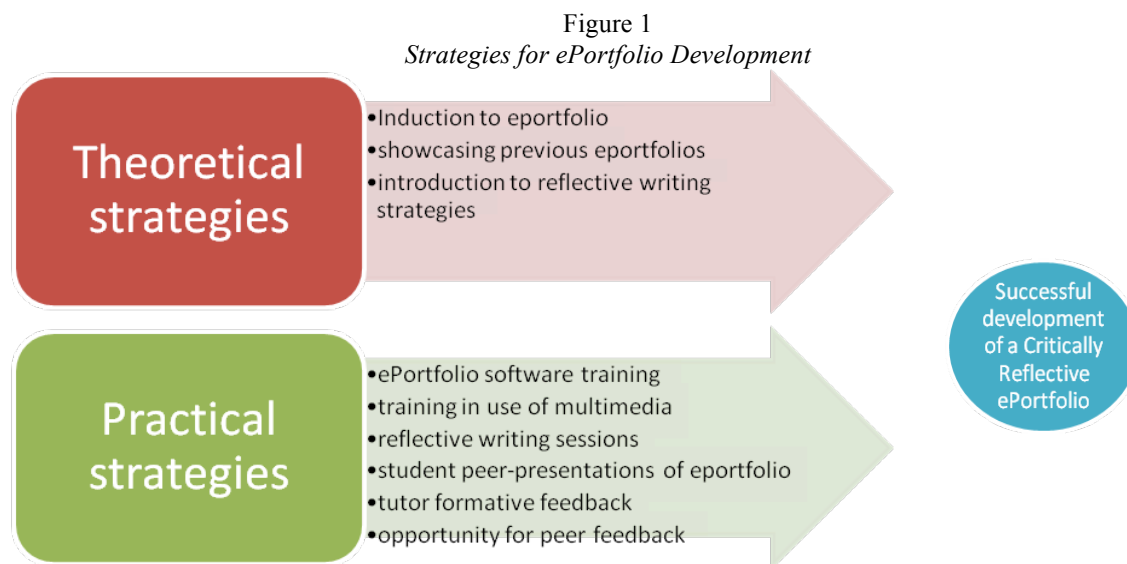 Figure 1
Strategies for ePortfolio Development
Theoretical
strategies
•Induction to eportfolio
•showcasing previous eportfolios
•introduction to reflective writing
strategies
Practical
strategies
•ePortfolio software training
•training in use of multimedia
•reflective writing sessions
•student peer-presentations of eportfolio
•tutor formative feedback
•opportunity for peer feedback
Successful
development
of a Critically
Reflective
ePortfolio